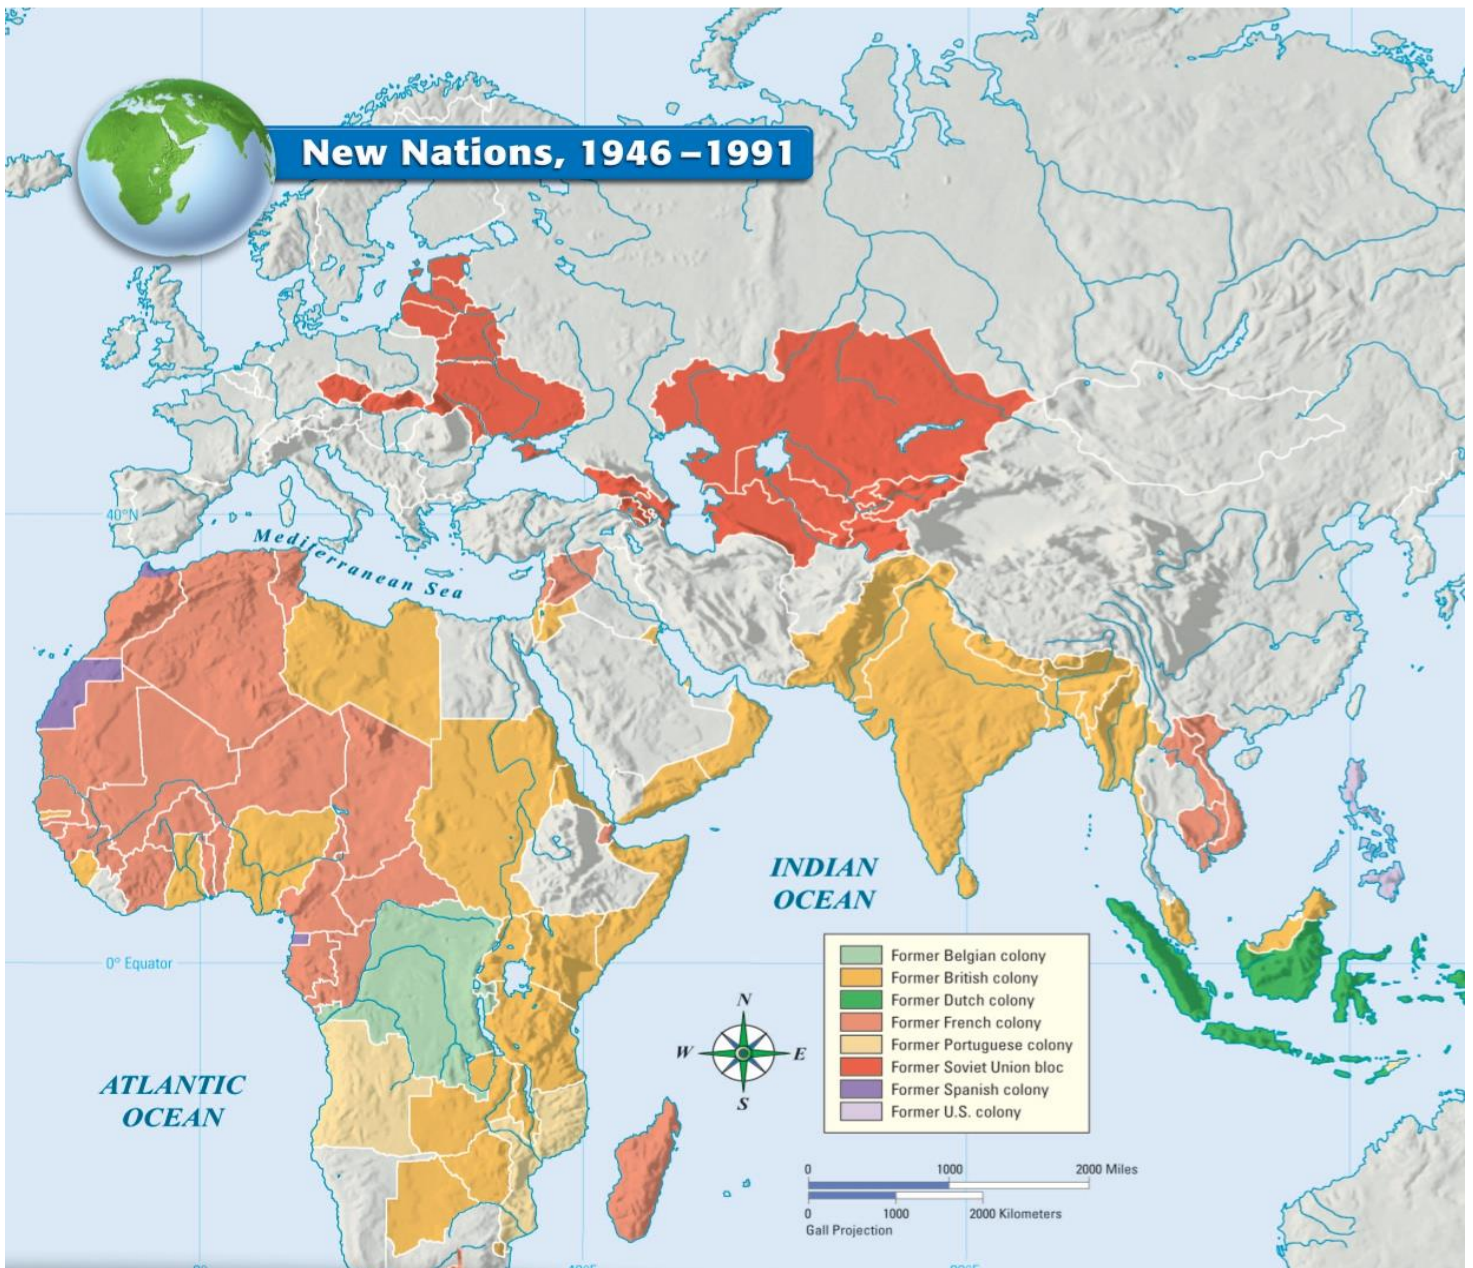 New Nations, 1946–1991
40°N
Mediterranean Sea
INDIAN
OCEAN
0° Equator
ATLANTIC
OCEAN
N
W
E
S
Former Belgian colony
Former British colony
Former Dutch colony
Former French colony
Former Portuguese colony
Former Soviet Union bloc
Former Spanish colony
Former U.S. colony
0 1000 2000 Miles
0 1000 2000 Kilometers
Gall Projection